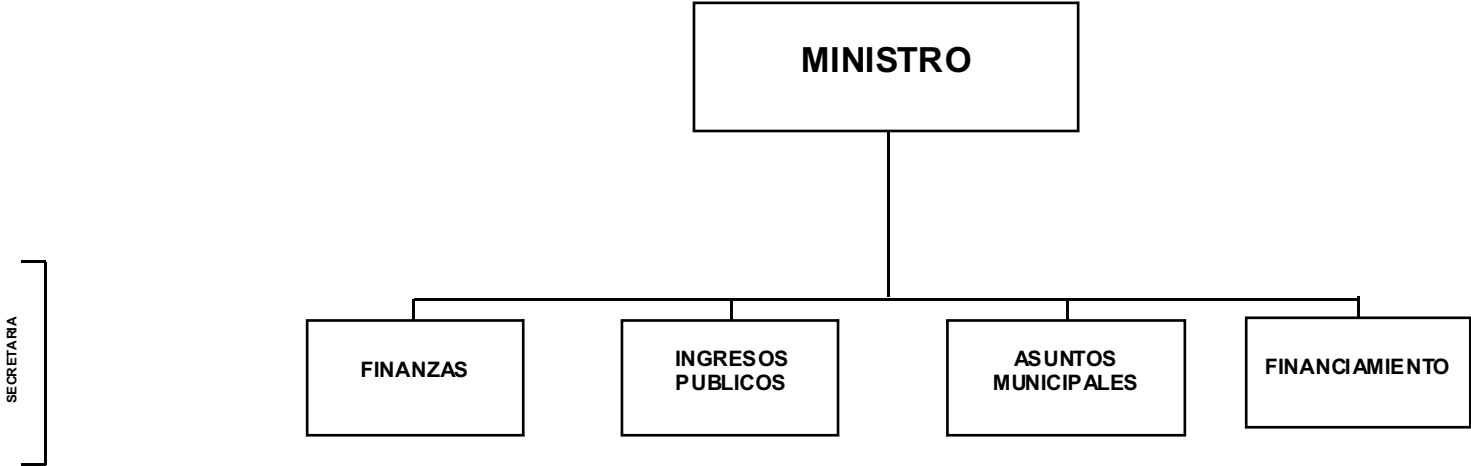 MINISTRO
SECRETARIA
FINANZAS
INGRESOS
PUBLICOS
ASUNTOS
MUNICIPALES
FINANCIAMIENTO